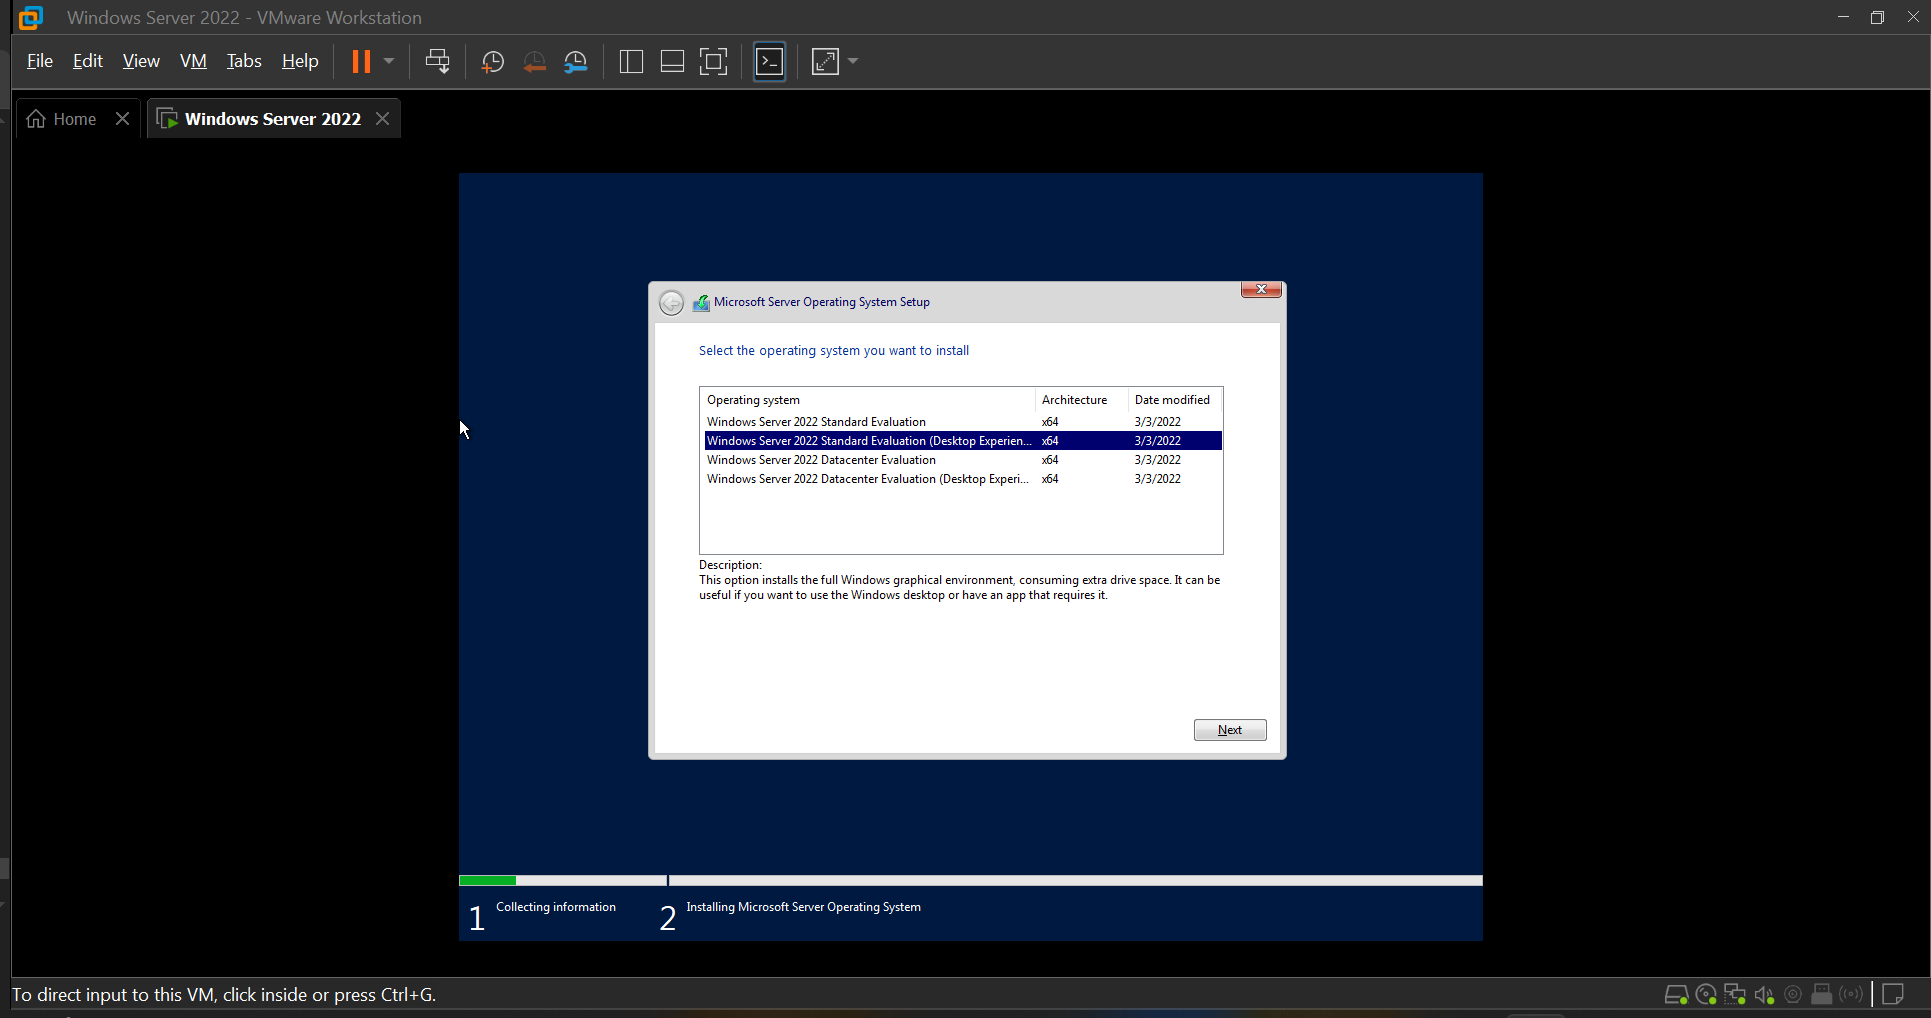 Windows Server 2022 - VMware Workstation
File Edit View VM Tabs Help
Home Windows Server 2022
Microsoft Server Operating System Setup
Select the operating system you want to install
Operating system Architecture Date modified
Windows Server 2022 Standard Evaluation x64 3/3/2022
Windows Server 2022 Standard Evaluation (Desktop Experien... x64 3/3/2022
Windows Server 2022 Datacenter Evaluation x64 3/3/2022
Windows Server 2022 Datacenter Evaluation (Desktop Experi... x64 3/3/2022
Description:
This option installs the full Windows graphical environment, consuming extra drive space. It can be
useful if you want to use the Windows desktop or have an app that requires it.
Next
1 Collecting information 2 Installing Microsoft Server Operating System
To direct input to this VM, click inside or press Ctrl+G.